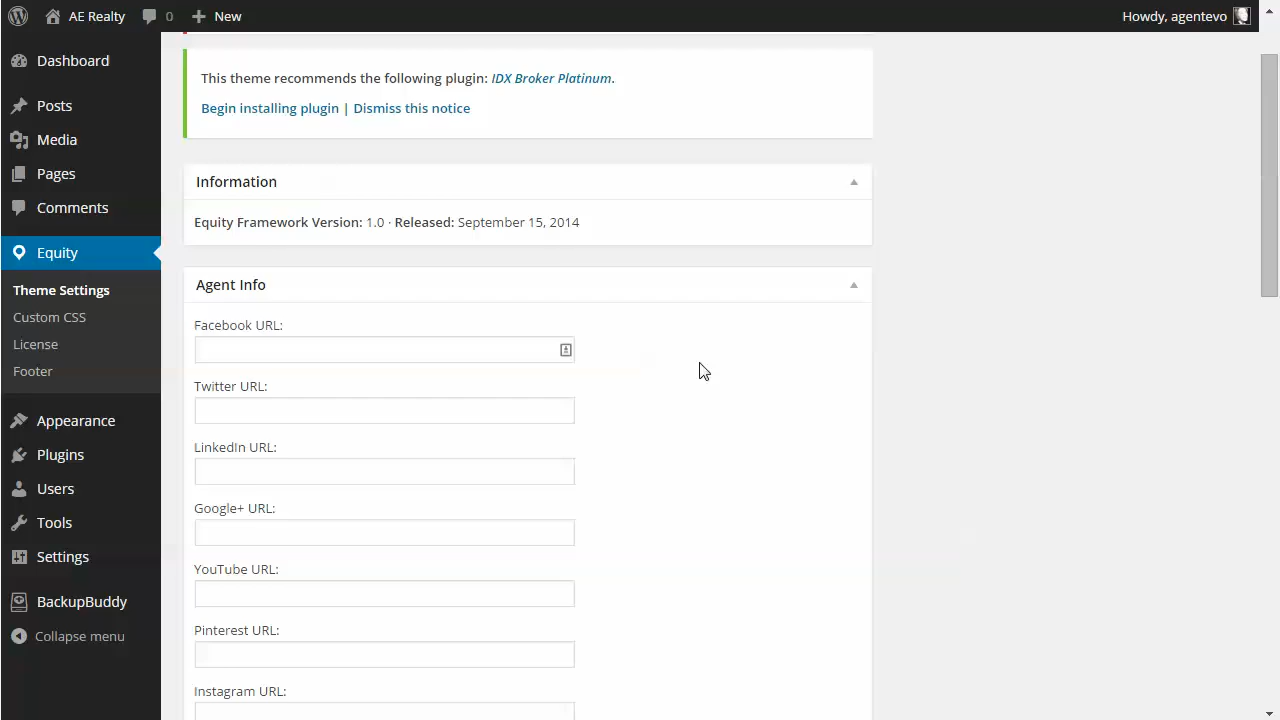 AE Realty 0 New Howdy, agentevo
Dashboard
Posts
Media
Pages
Comments
Equity
Theme Settings
Custom CSS
License
Footer
Appearance
Plugins
Users
Tools
Settings
BackupBuddy
Collapse menu
This theme recommends the following plugin: IDX Broker Platinum.
Begin installing plugin | Dismiss this notice
Information
Equity Framework Version: 1.0 · Released: September 15, 2014
Agent Info
Facebook URL:
Twitter URL:
LinkedIn URL:
Google+ URL:
YouTube URL:
Pinterest URL:
Instagram URL: